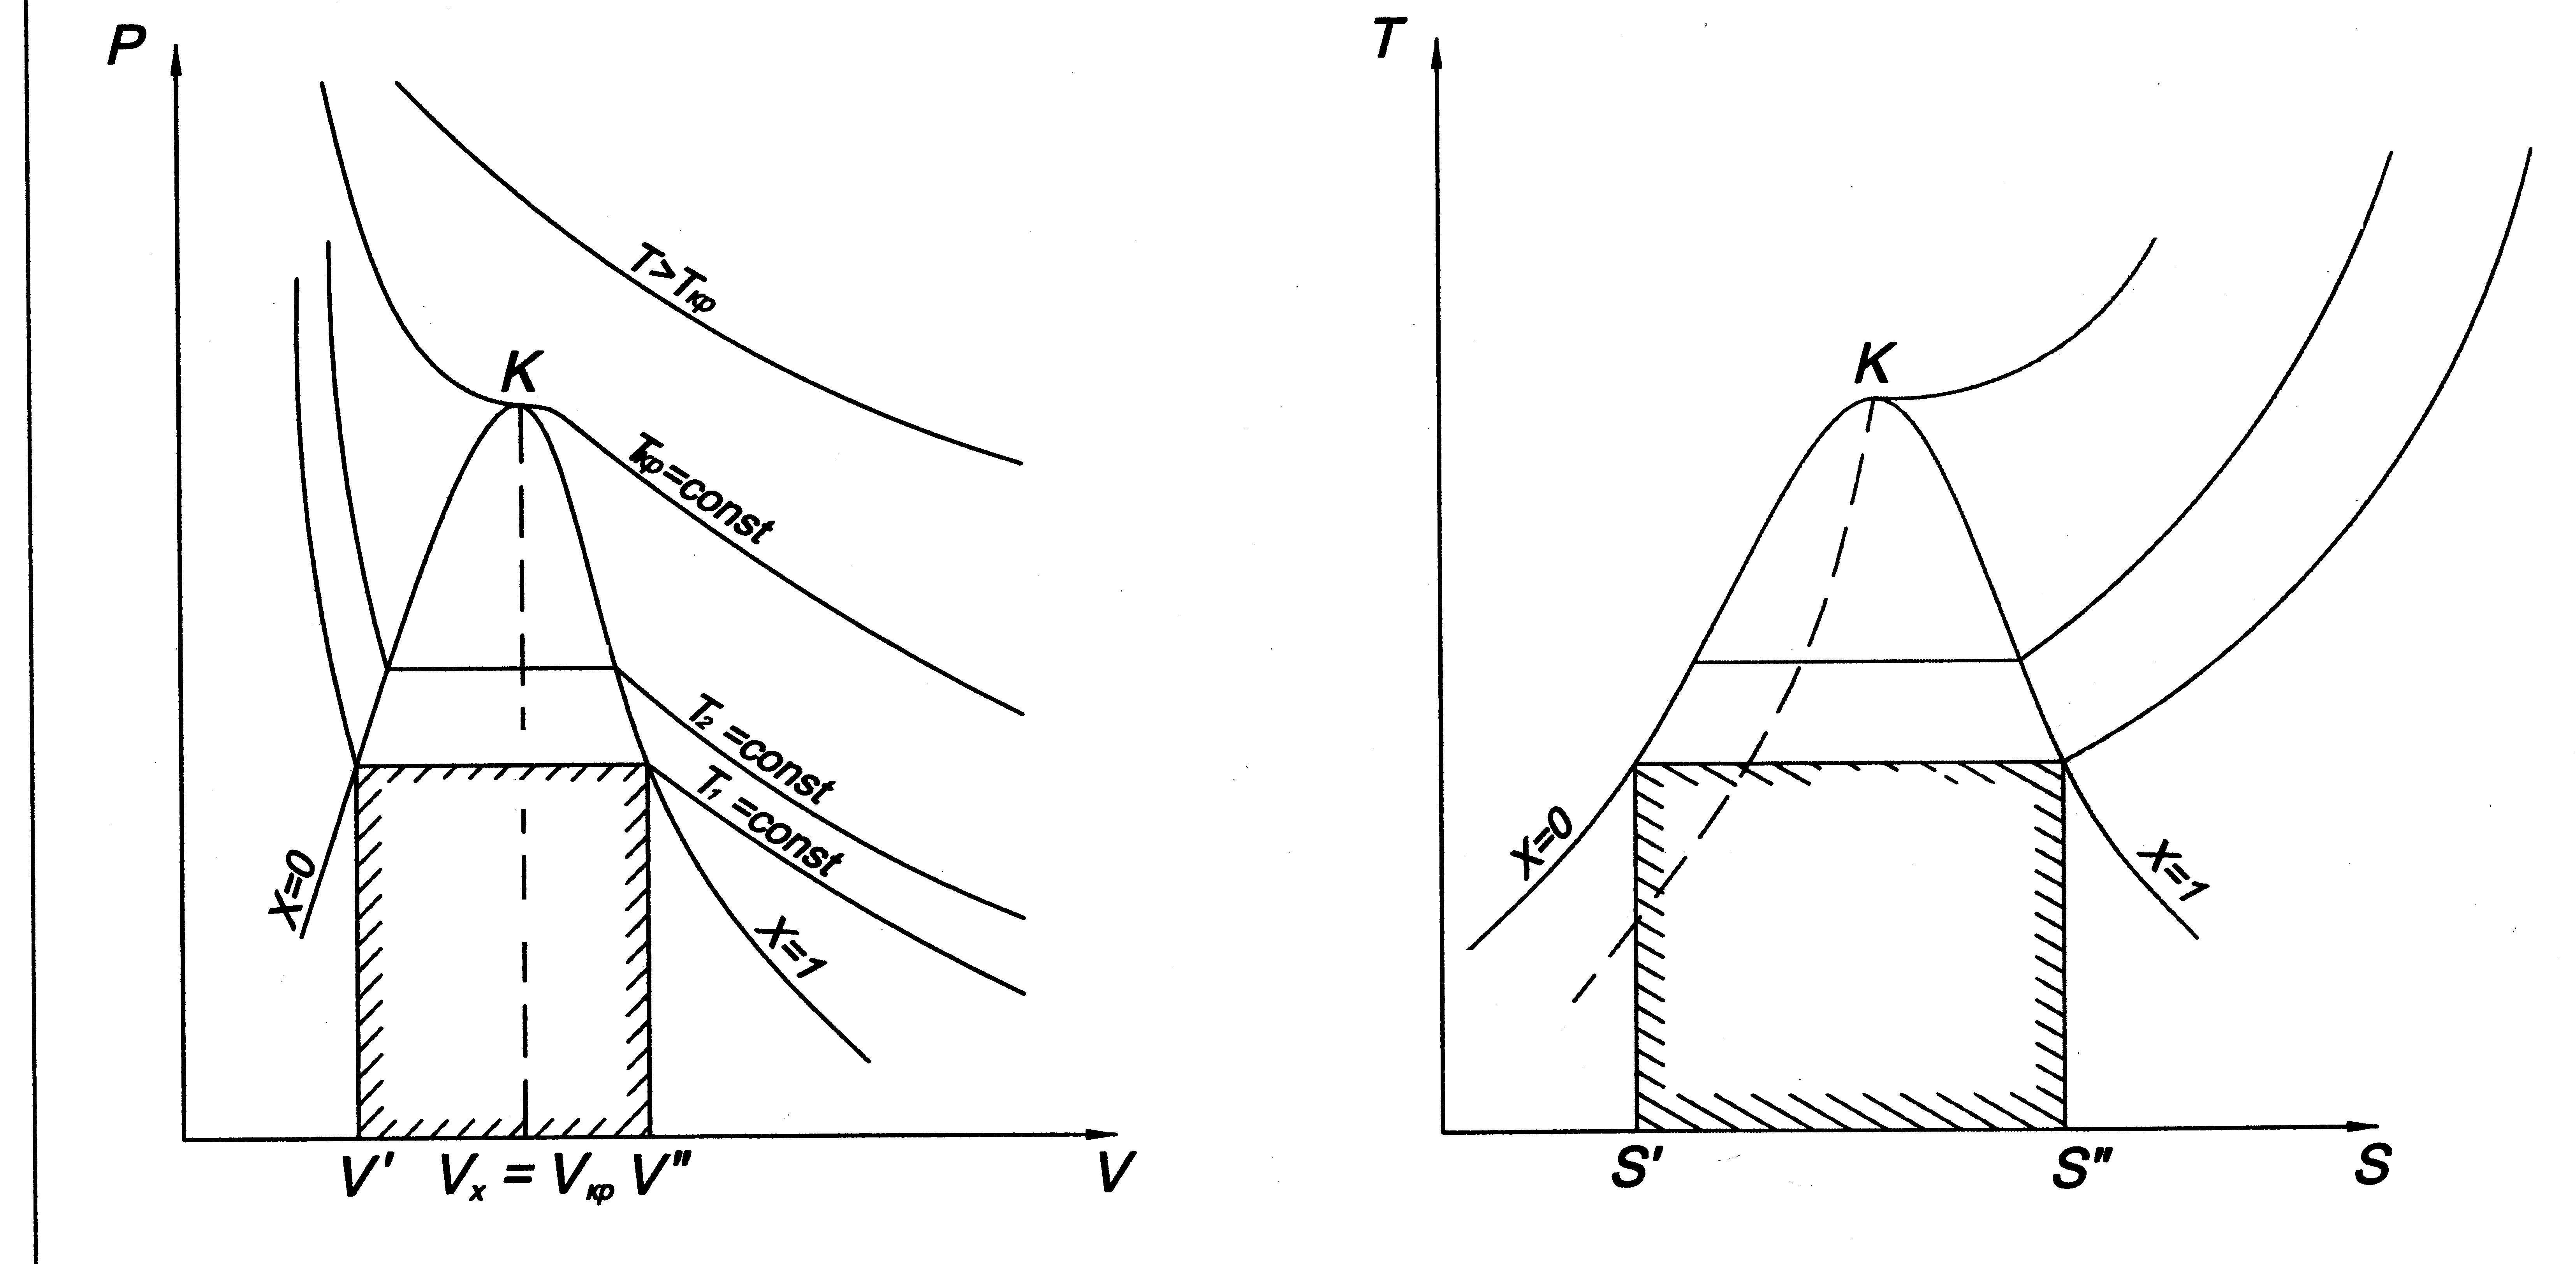 P
T>Tкр
K
Tкр=const
T₂=const
T₁=const
X=0
X=1
V' Vₓ = Vкр V" V
T
K
X=0
X=1
S' S" S